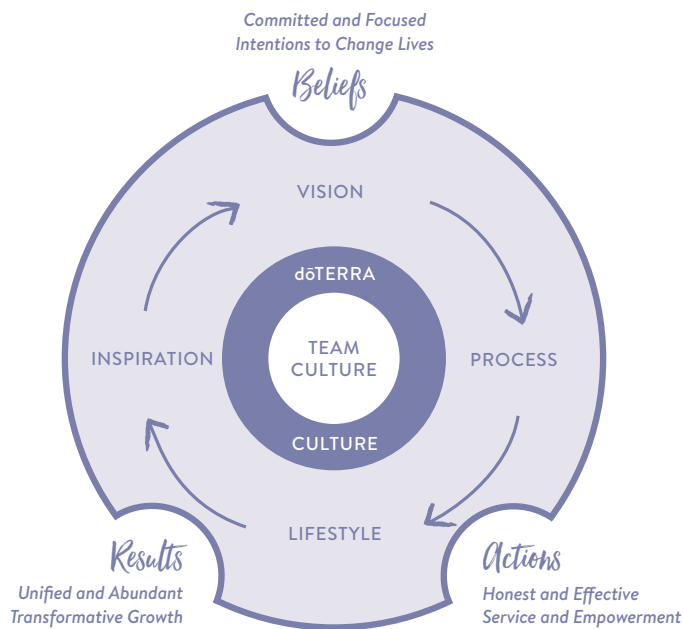 Committed and Focused
Intentions to Change Lives
Beliefs
VISION
dōTERRA
TEAM
CULTURE
CULTURE
INSPIRATION
PROCESS
LIFESTYLE
Results
Unified and Abundant
Transformative Growth
Actions
Honest and Effective
Service and Empowerment